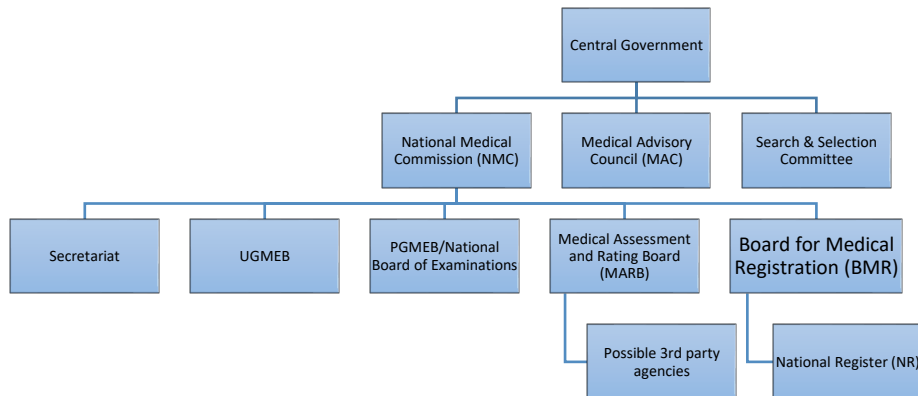 Central Government
National Medical
Commission (NMC)
Medical Advisory
Council (MAC)
Search & Selection
Committee
Secretariat
UGMEB
PGMEB/National
Board of Examinations
Medical Assessment
and Rating Board
(MARB)
Board for Medical
Registration (BMR)
Possible 3rd party
agencies
National Register (NR)